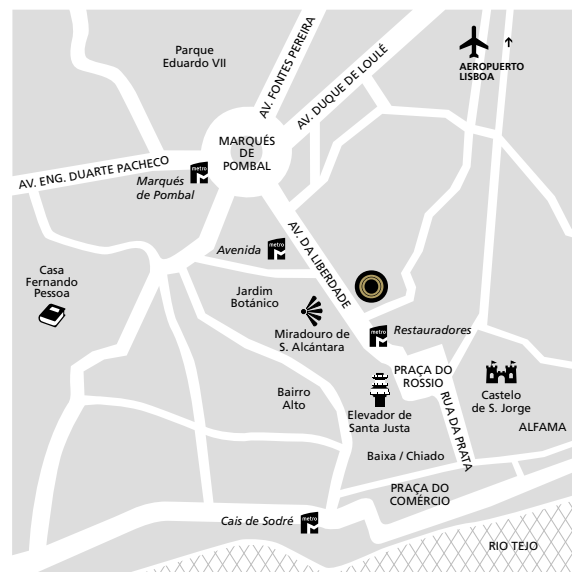 Parque
Eduardo VII
AV. FONTES PEREIRA
AV. DUQUE DE LOULÉ
AEROPUERTO
LISBOA
MARQUÉS
DE
POMBAL
AV. ENG. DUARTE PACHECO
metro
Marqués
de Pombal
AV. DA LIBERDADE
Avenida
metro
Casa
Fernando
Pessoa
Jardim
Botánico
Miradouro de
S. Alcántara
metro
Restauradores
PRAÇA DO
ROSSIO
Castelo
de S. Jorge
Bairro
Alto
Elevador de
Santa Justa
RUA DA PRATA
ALFAMA
Baixa / Chiado
PRAÇA DO
COMÉRCIO
Cais de Sodré
metro
RIO TEJO